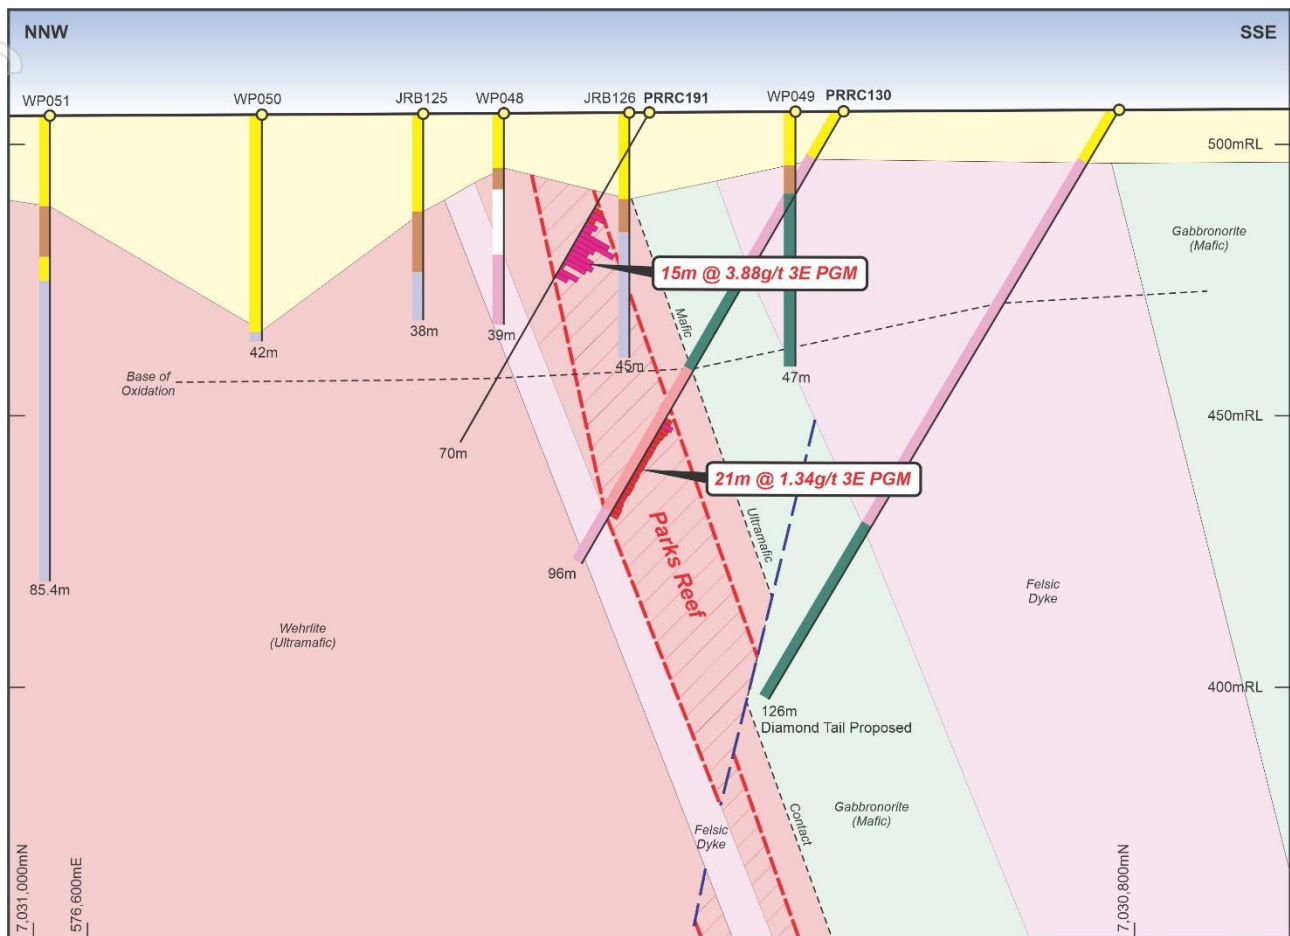 NNW
SSE
WP051
WP050
JRB125
WP048
JRB126
PRRC191
WP049
PRRC130
500mRL
Gabbronorite
(Mafic)
15m @ 3.88g/t 3E PGM
Mafic
38m
39m
42m
45m
47m
Base of
Oxidation
450mRL
70m
21m @ 1.34g/t 3E PGM
Ultramafic
Parks Reef
96m
85.4m
Felsic
Dyke
Wehrlite
(Ultramafic)
400mRL
126m
Diamond Tail Proposed
Gabbronorite
(Mafic)
Contact
Felsic
Dyke
7,031,000mN
576,600mE
7,030,800mN